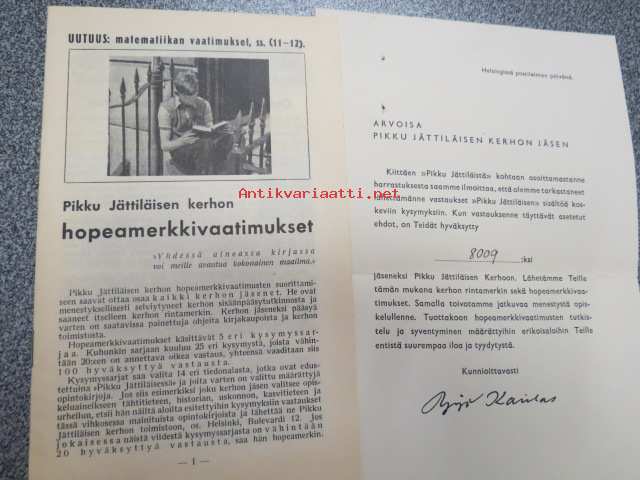 UUTUUS: matematiikan vaatimukset, ss. (11—12).
Pikku Jättiläisen kerhon
hopeamerkkivaatimukset
»Yhdessä ainoassa kirjassa
voi meille avautua kokonainen maailma.»
Pikku Jättiläisen kerhon hopeamerkkivaatimusten suorittami-
seen saavat ottaa osaa kaikki kerhon jäsenet. He ovat
menestyksellisesti selviytyneet kerhon sisäänpääsytutkinnosta ja
saaneet itselleen kerhon rintamerkin. Kerhon jäseneksi pääsyä
varten on saatavissa painettuja ohjeita kirjakaupoista ja kerhon
toimistosta.
Hopeamerkkivaatimukset käsittävät 5 eri kysymyssar-
jaa. Kuhunkin sarjaan kuuluu 25 eri kysymystä, joista vähin-
tään 20:een on annettava oikea vastaus, yhteensä vaaditaan siis
100 hyväksyttyä vastausta.
Kysymyssarjat saa valita 14 eri tiedonalasta, jotka ovat edus-
tettuina »Pikku Jättiläisessä» ja joita varten on valittu määrättyjä
opintokirjoja. Jos siis esimerkiksi joku kerhon jäsen valitsee opis-
keluaineikseen tähtitieteen, historian, uskonnon, kasvitieteen ja
urheilun, etsii hän näiltä aloilta esitettyihin kysymyksiin vastaukset
tässä vihkosessa mainituista opintokirjoista ja lähettää ne Pikku
Jättiläisen kerhon toimistoon, os. Helsinki, Bulevardi 12. Jos
jokaisessa näistä viidestä kysymyssarjasta on vähintään
20 hyväksyttyä vastausta, saa hän hopeamerkin.
— 1 —
Helsingissä postileiman päivänä.
ARVOISA
PIKKU JÄTTILÄISEN KERHON JÄSEN
Kiittäen »Pikku Jättiläistä» kohtaan osoittamastanne
harrastuksesta saamme ilmoittaa, että olemme tarkastaneet
lähettämänne vastaukset »Pikku Jättiläisen» sisältöä kos-
keviin kysymyksiin. Kun vastauksenne täyttävät asetetut
ehdot, on Teidät hyväksytty
8009 :ksi
jäseneksi Pikku Jättiläisen Kerhoon. Lähetämme Teille
tämän mukana kerhon rintamerkin sekä hopeamerkkivaa-
timukset. Samalla toivotamme jatkuvaa menestystä opis-
kelullenne. Tuottakoon hopeamerkkivaatimusten tutkis-
telu ja syventyminen määrättyihin erikoisaloihin Teille
entistä suurempaa iloa ja tyydytystä.
Kunnioittavasti
Yrjö Karilas
Antikvariaatti.net